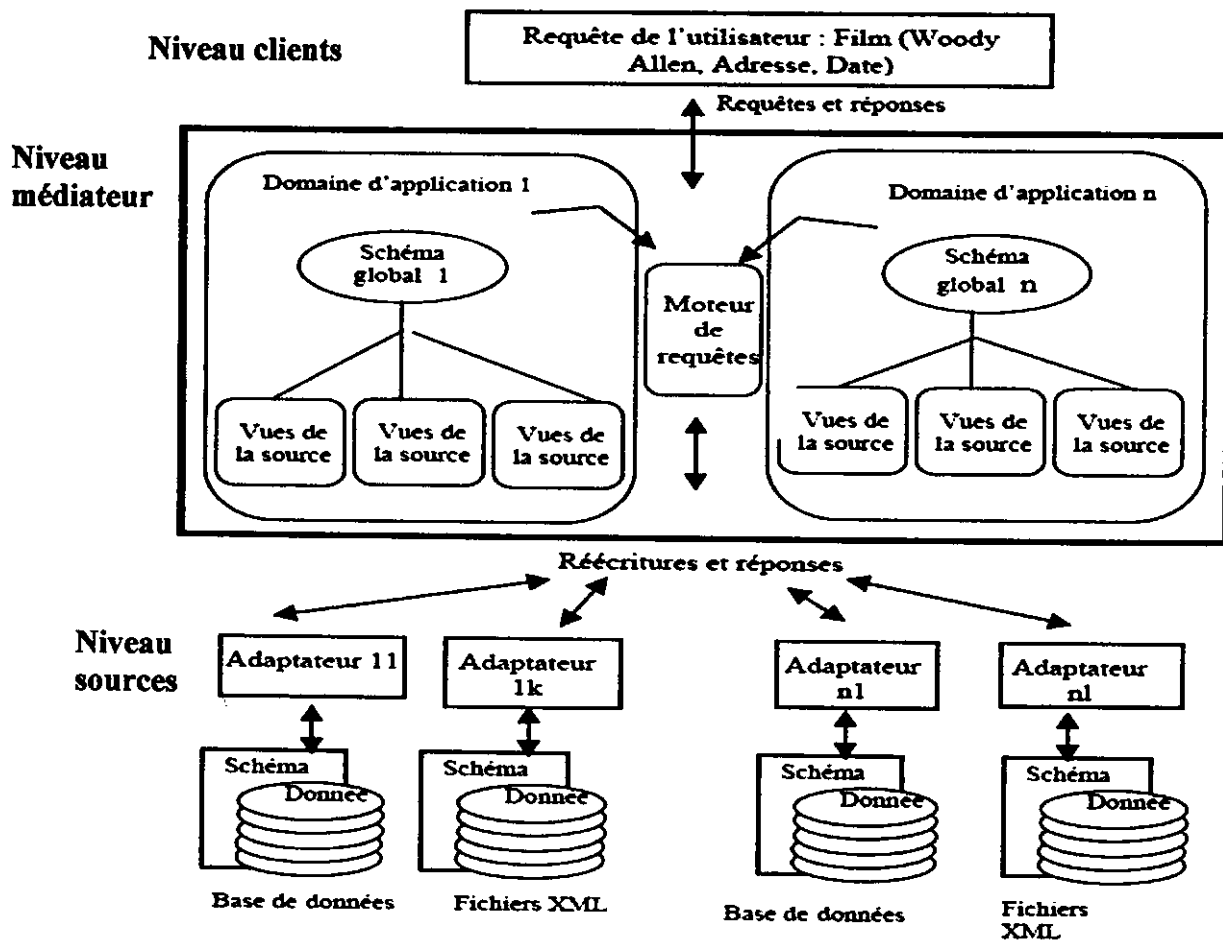 Niveau clients
Requête de l'utilisateur : Film (Woody
Allen, Adresse, Date)
Requêtes et réponses
Niveau
médiateur
Domaine d'application 1
Domaine d'application n
Schéma
global 1
Schéma
global n
Moteur
de
requêtes
Vues de
la source
Vues de
la source
Vues de
la source
Vues de
la source
Vues de
la source
Vues de
la source
Réécritures et réponses
Niveau
sources
Adaptateur 11
Adaptateur
1k
Adaptateur
n1
Adaptateur
nl
Schéma
Donnée
Schéma
Donnée
Schéma
Donnée
Schéma
Donnée
Base de données
Fichiers XML
Base de données
Fichiers
XML